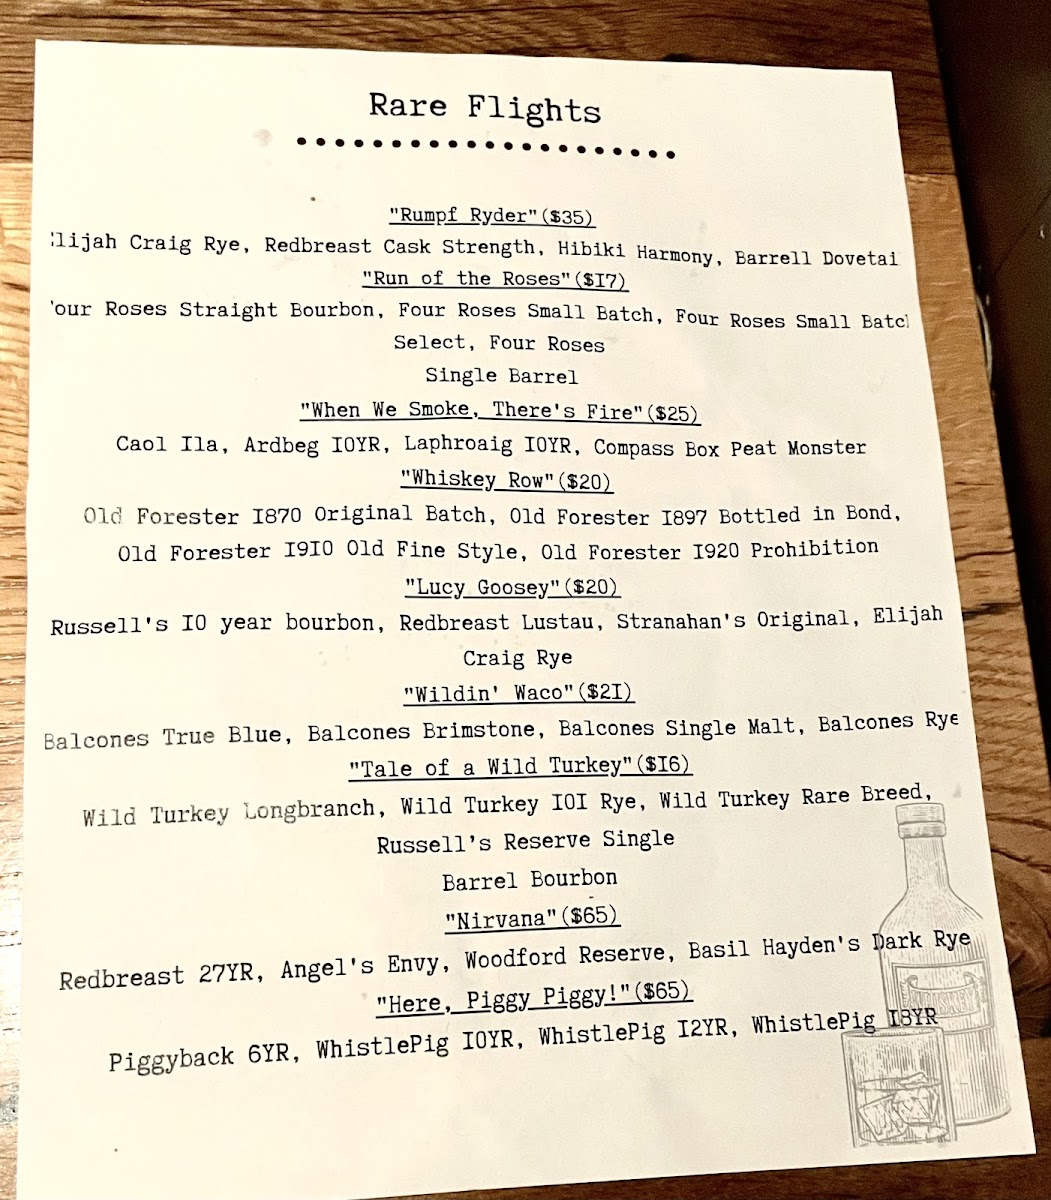 Rare Flights
"Rumpf Ryder" ($35)
lijah Craig Rye, Redbreast Cask Strength, Hibiki Harmony, Barrell Dovetai
"Run of the Roses" ($17)
our Roses Straight Bourbon, Four Roses Small Batch, Four Roses Small Batc
Select, Four Roses
Single Barrel
"When We Smoke, There's Fire" ($25)
Caol Ila, Ardbeg 10YR, Laphroaig 10YR, Compass Box Peat Monster
"Whiskey Row" ($20)
Old Forester 1870 Original Batch, Old Forester 1897 Bottled in Bond,
Old Forester 1910 Old Fine Style, Old Forester 1920 Prohibition
"Lucy Goosey" ($20)
Russell's 10 year bourbon, Redbreast Lustau, Stranahan's Original, Elijah
Craig Rye
"Wildin' Waco" ($21)
Balcones True Blue, Balcones Brimstone, Balcones Single Malt, Balcones Rye
"Tale of a Wild Turkey" ($16)
Wild Turkey Longbranch, Wild Turkey 101 Rye, Wild Turkey Rare Breed,
Russell's Reserve Single
Barrel Bourbon
"Nirvana" ($65)
Redbreast 27YR, Angel's Envy, Woodford Reserve, Basil Hayden's Dark Rye
"Here, Piggy Piggy!" ($65)
WHISKEY
Piggyback 6YR, WhistlePig 10YR, WhistlePig 12YR, WhistlePig 18YR